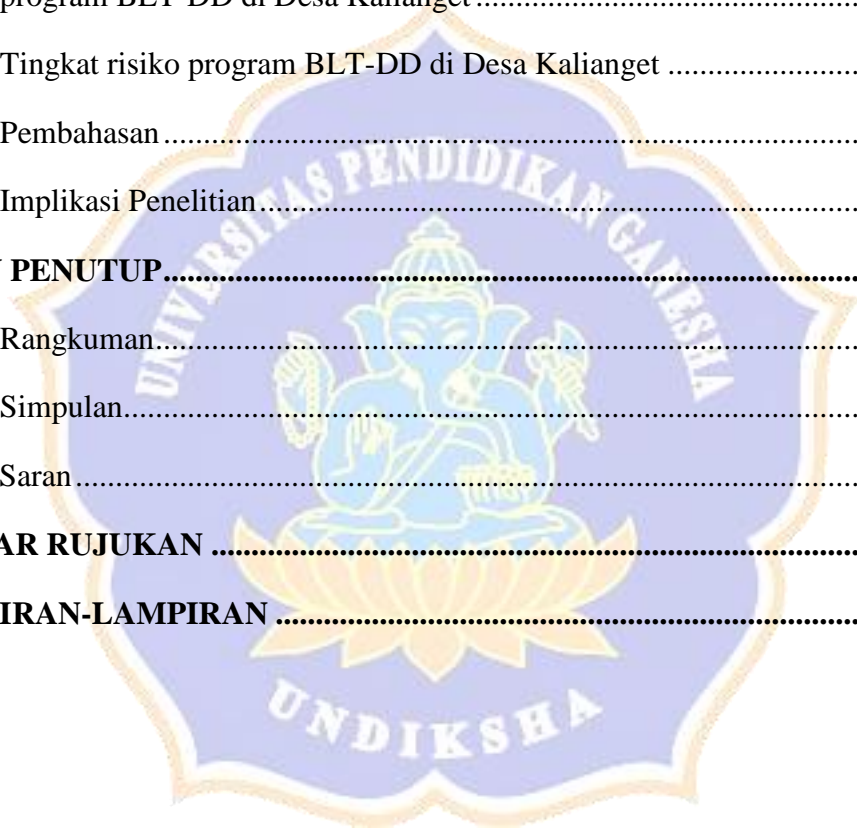 program BLT-DD di Desa Kalianget ........................................
Tingkat risiko program BLT-DD di Desa Kalianget ....................
Pembahasan ..........................................................................
Implikasi Penelitian ..............................................................
PENUTUP .............................................................................
Rangkuman ...........................................................................
Simpulan ..............................................................................
Saran ....................................................................................
AR RUJUKAN .......................................................................
IRAN-LAMPIRAN .................................................................
UNIVERSITAS PENDIDIKAN GANESHA
UNDIKSHA